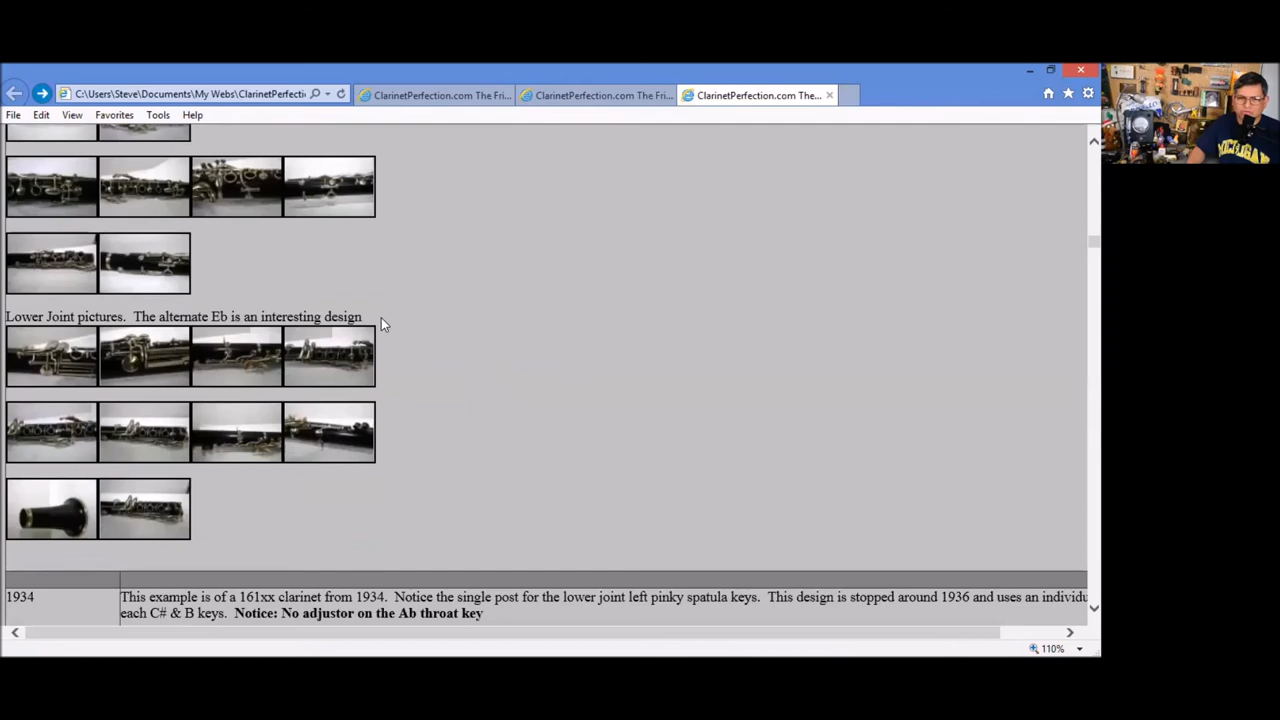 C:\Users\Steve\Documents\My Webs\ClarinetPerfecti
ClarinetPerfection.com The Fri...
ClarinetPerfection.com The Fri...
ClarinetPerfection.com The...
File Edit View Favorites Tools Help
Lower Joint pictures. The alternate Eb is an interesting design
1934
This example is of a 161xx clarinet from 1934. Notice the single post for the lower joint left pinky spatula keys. This design is stopped around 1936 and uses an individu
each C# & B keys. Notice: No adjustor on the Ab throat key
110%
MICHIGAN